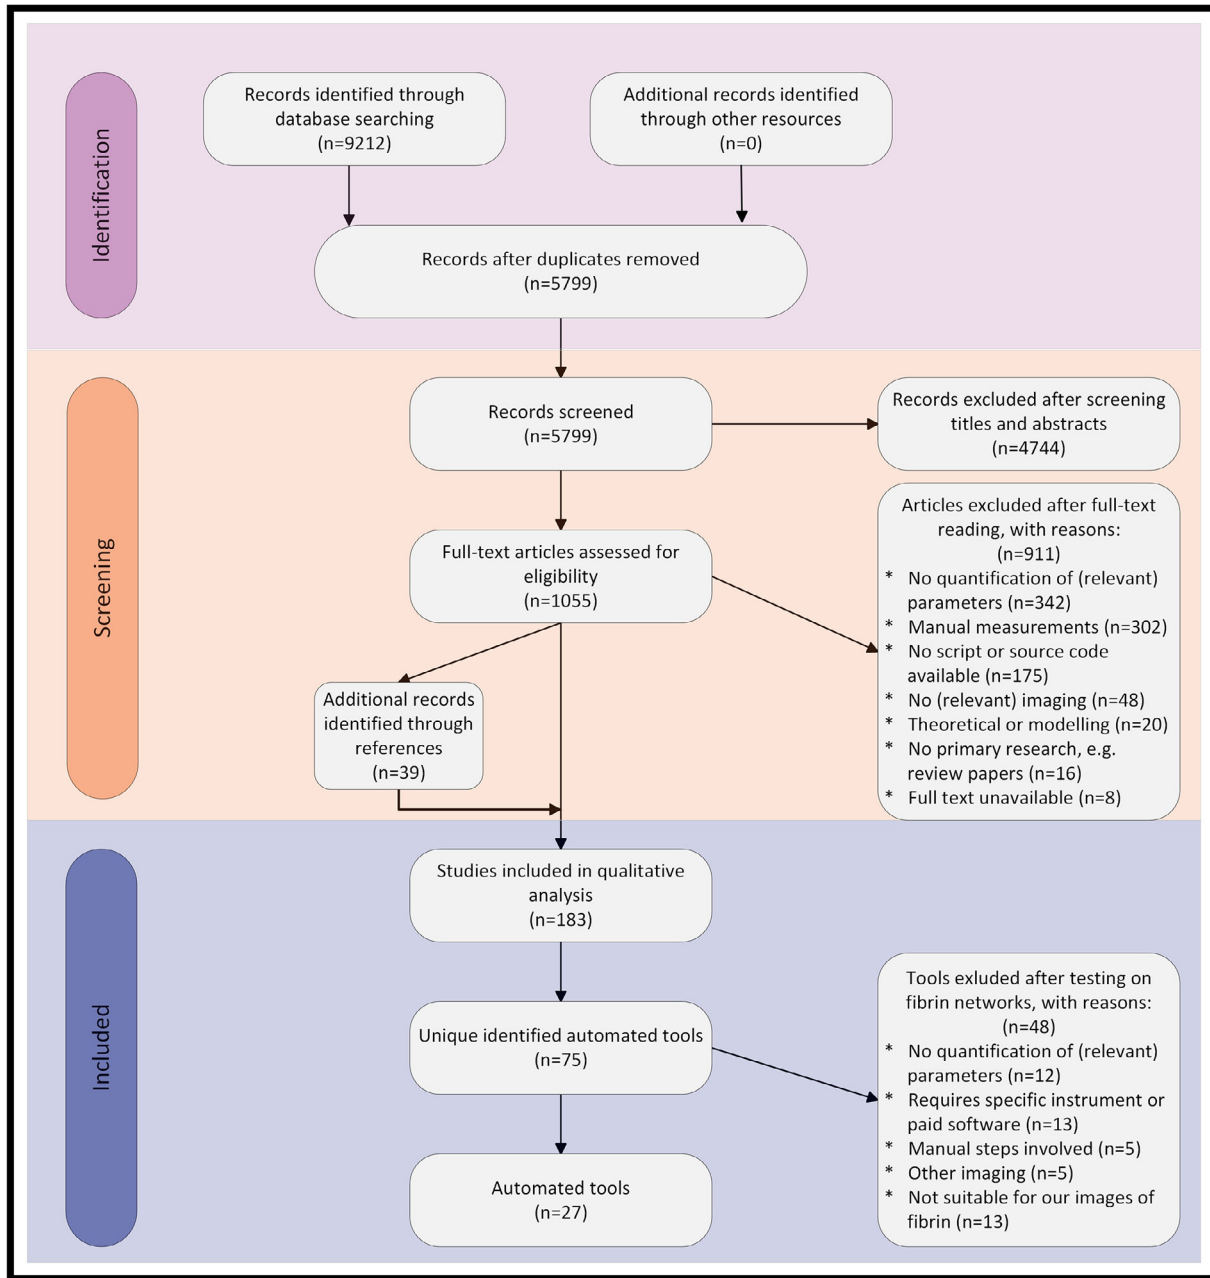 Identification
Records identified through
database searching
(n=9212)
Additional records identified
through other resources
(n=0)
Records after duplicates removed
(n=5799)
Screening
Records screened
(n=5799)
Records excluded after screening
titles and abstracts
(n=4744)
Full-text articles assessed for
eligibility
(n=1055)
Articles excluded after full-text
reading, with reasons:
(n=911)
* No quantification of (relevant)
parameters (n=342)
* Manual measurements (n=302)
* No script or source code
available (n=175)
* No (relevant) imaging (n=48)
* Theoretical or modelling (n=20)
* No primary research, e.g.
review papers (n=16)
* Full text unavailable (n=8)
Additional records
identified through
references
(n=39)
Included
Studies included in qualitative
analysis
(n=183)
Unique identified automated tools
(n=75)
Tools exluded after testing on
fibrin networks, with reasons:
(n=48)
* No quantification of (relevant)
parameters (n=12)
* Requires specific instrument or
paid software (n=13)
* Manual steps involved (n=5)
* Other imaging (n=5)
* Not suitable for our images of
fibrin (n=13)
Automated tools
(n=27)